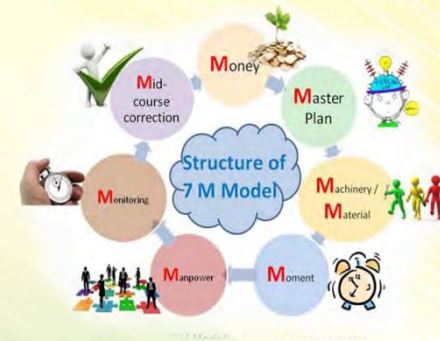 Money
Master
Plan
Machinery /
Material
Moment
Manpower
Monitoring
Mid-
course
correction
Structure of
7 M Model